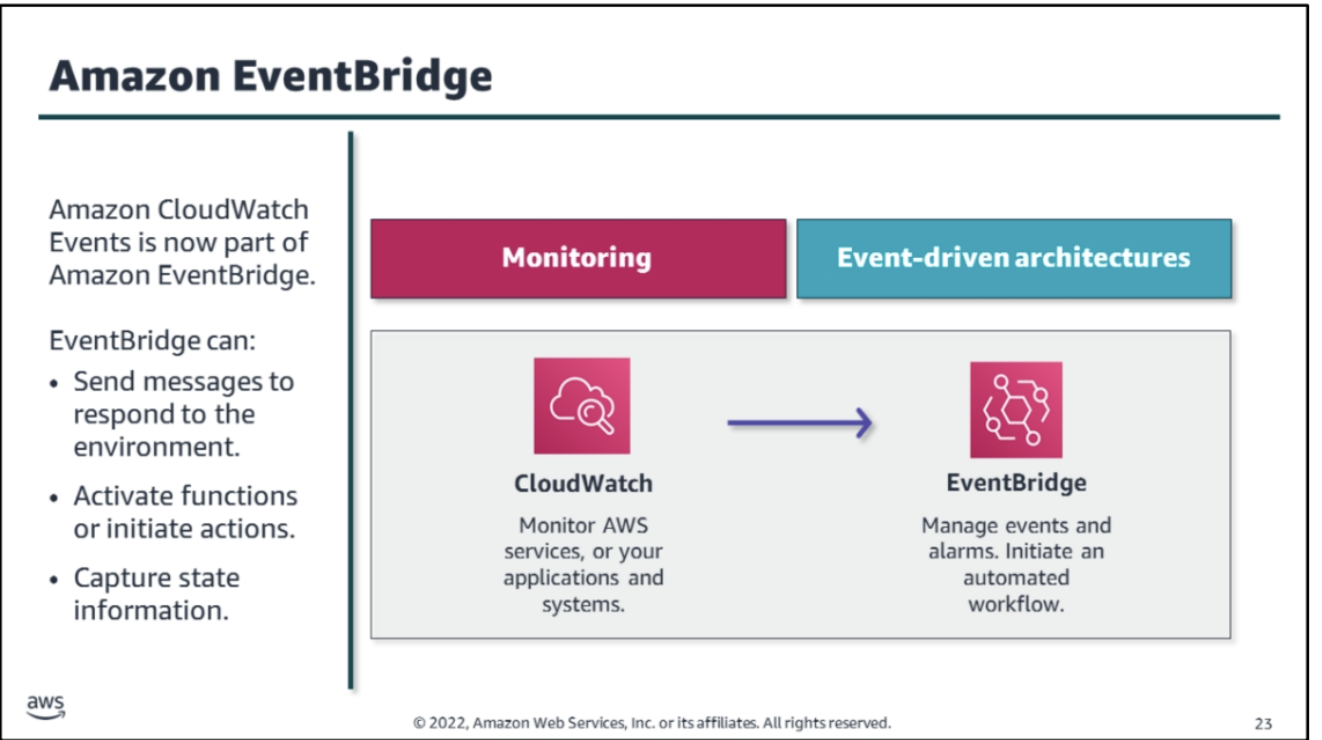 Amazon EventBridge
Amazon CloudWatch
Events is now part of
Amazon EventBridge.
EventBridge can:
• Send messages to
respond to the
environment.
• Activate functions
or initiate actions.
• Capture state
information.
Monitoring
Event-driven architectures
CloudWatch
Monitor AWS
services, or your
applications and
systems.
EventBridge
Manage events and
alarms. Initiate an
automated
workflow.
aws
© 2022, Amazon Web Services, Inc. or its affiliates. All rights reserved.
23